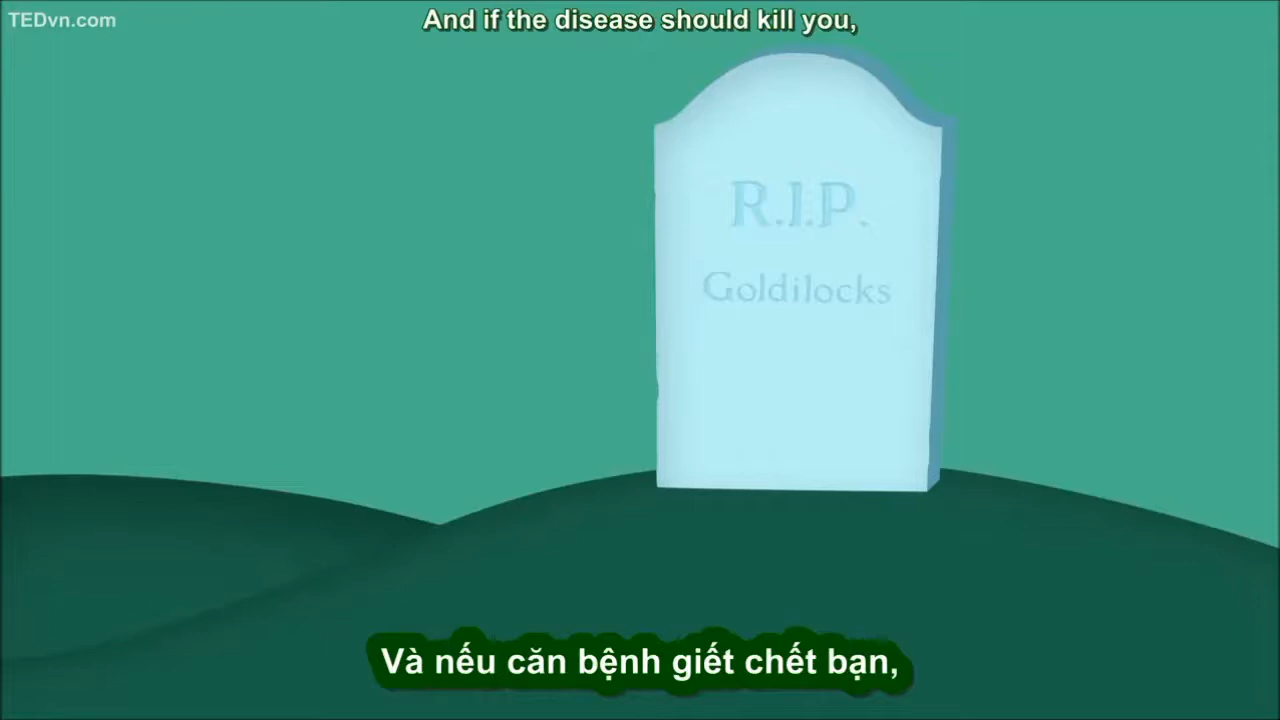 TEDvn.com
And if the disease should kill you,
R.I.P.
Goldilocks
Và nếu căn bệnh giết chết bạn,